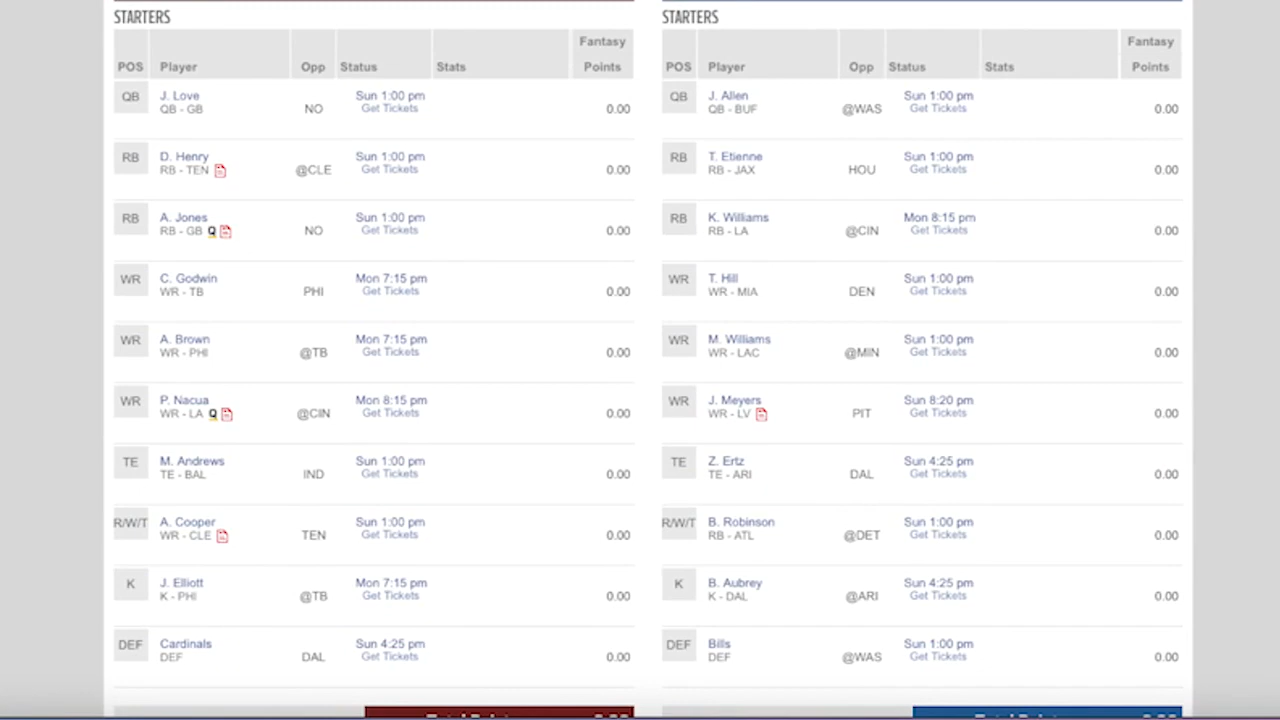 STARTERS
Fantasy
POS Player Opp Status Stats Points
QB J. Love Sun 1:00 pm
QB - GB NO Get Tickets 0.00
RB D. Henry Sun 1:00 pm
RB - TEN @CLE Get Tickets 0.00
RB A. Jones Sun 1:00 pm
RB - GB Q NO Get Tickets 0.00
WR C. Godwin Mon 7:15 pm
WR - TB PHI Get Tickets 0.00
WR A. Brown Mon 7:15 pm
WR - PHI @TB Get Tickets 0.00
WR P. Nacua Mon 8:15 pm
WR - LA Q @CIN Get Tickets 0.00
TE M. Andrews Sun 1:00 pm
TE - BAL IND Get Tickets 0.00
R/W/T A. Cooper Sun 1:00 pm
WR - CLE TEN Get Tickets 0.00
K J. Elliott Mon 7:15 pm
K - PHI @TB Get Tickets 0.00
DEF Cardinals Sun 4:25 pm
DEF DAL Get Tickets 0.00
STARTERS
Fantasy
POS Player Opp Status Stats Points
QB J. Allen Sun 1:00 pm
QB - BUF @WAS Get Tickets 0.00
RB T. Etienne Sun 1:00 pm
RB - JAX HOU Get Tickets 0.00
RB K. Williams Mon 8:15 pm
RB - LA @CIN Get Tickets 0.00
WR T. Hill Sun 1:00 pm
WR - MIA DEN Get Tickets 0.00
WR M. Williams Sun 1:00 pm
WR - LAC @MIN Get Tickets 0.00
WR J. Meyers Sun 8:20 pm
WR - LV PIT Get Tickets 0.00
TE Z. Ertz Sun 4:25 pm
TE - ARI DAL Get Tickets 0.00
R/W/T B. Robinson Sun 1:00 pm
RB - ATL @DET Get Tickets 0.00
K B. Aubrey Sun 4:25 pm
K - DAL @ARI Get Tickets 0.00
DEF Bills Sun 1:00 pm
DEF @WAS Get Tickets 0.00